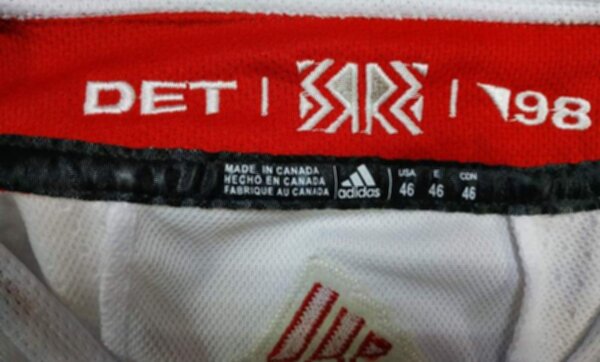 DET | | 98
MADE IN CANADA
HECHO EN CANADA
FABRIQUE AU CANADA
adidas
USA E CDN
46 46 46